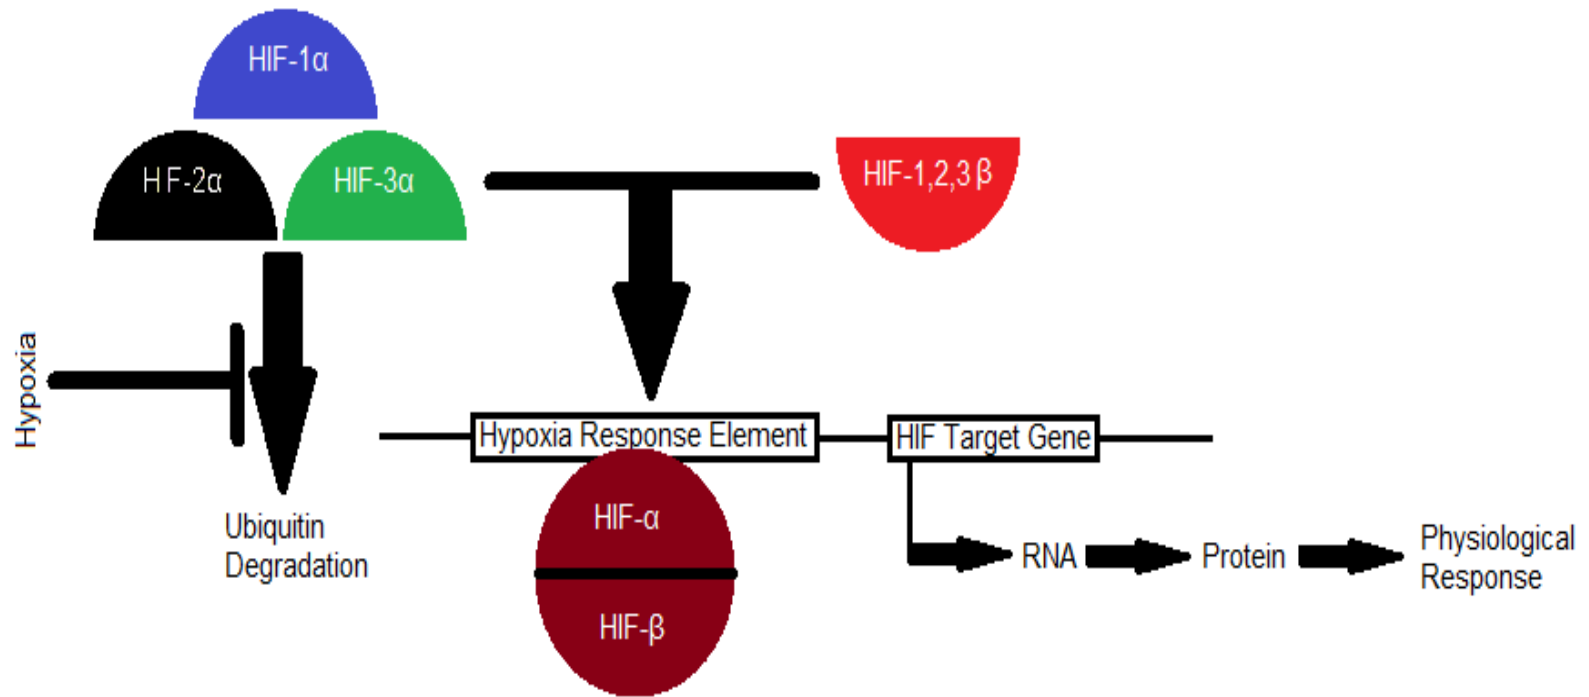 HIF-1α
H F-2α
HIF-3α
HIF-1,2,3 β
Hypoxia
Hypoxia Response Element
HIF Target Gene
HIF-α
HIF-β
Ubiquitin
Degradation
RNA
Protein
Physiological
Response